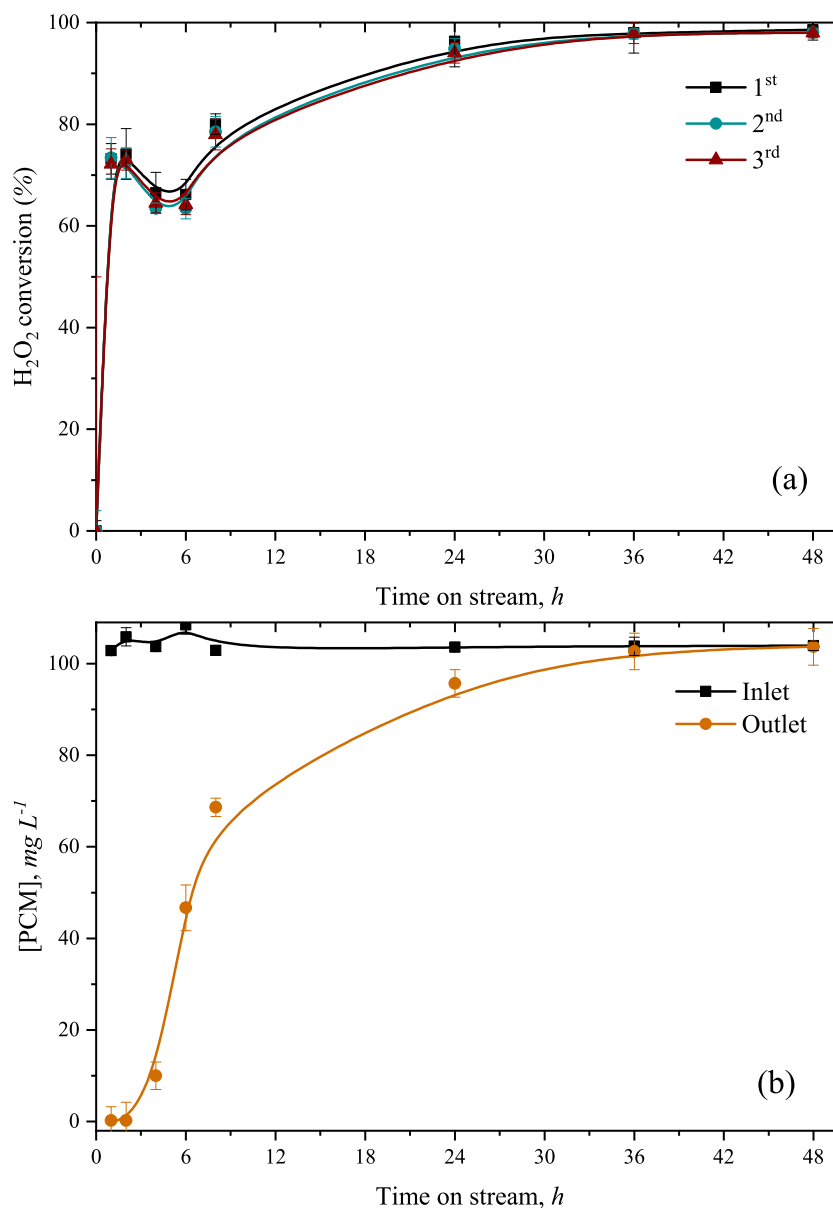 100
80
60
40
20
0
H₂O₂ conversion (%)
1st
2nd
3rd
(a)
0 6 12 18 24 30 36 42 48
Time on stream, h
100
80
60
40
20
0
[PCM], mg L⁻¹
Inlet
Outlet
(b)
0 6 12 18 24 30 36 42 48
Time on stream, h